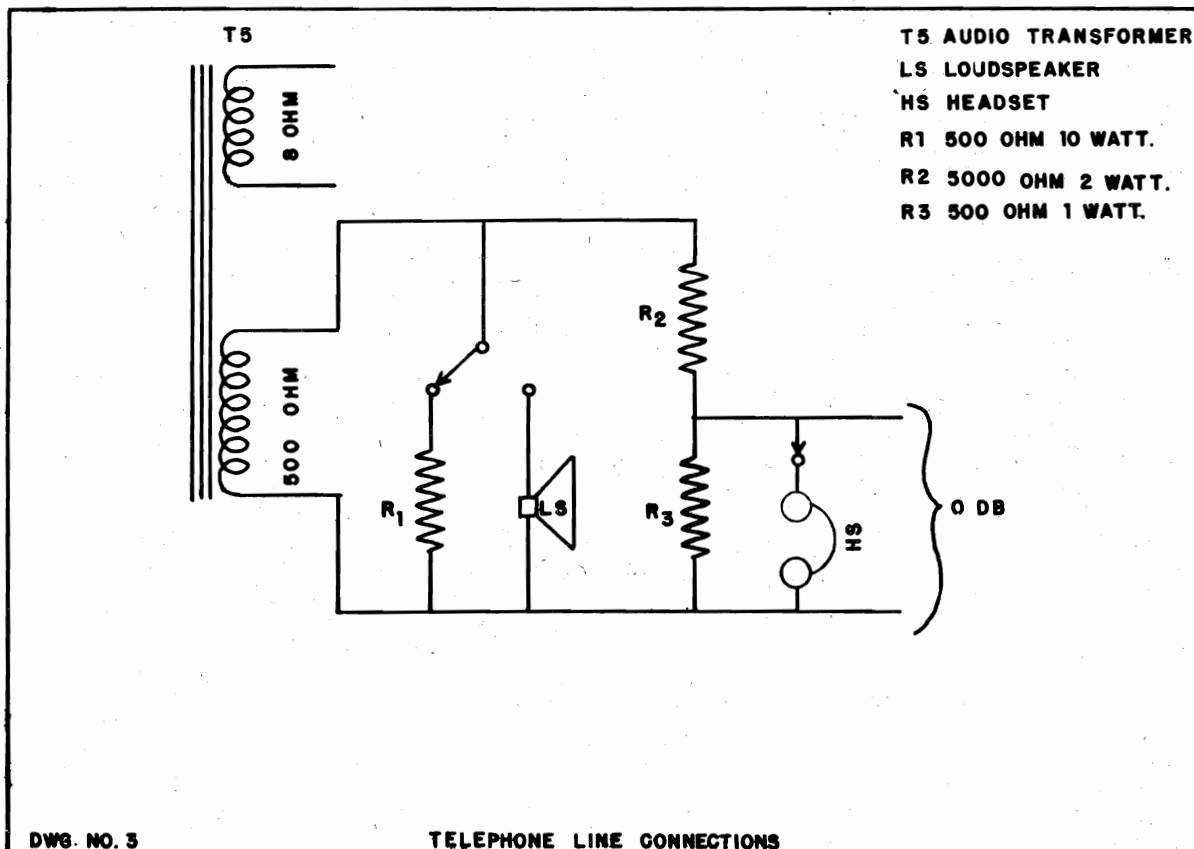 T5
T5 AUDIO TRANSFORMER
LS LOUDSPEAKER
HS HEADSET
R1 500 OHM 10 WATT.
R2 5000 OHM 2 WATT.
R3 500 OHM 1 WATT.
8 OHM
500 OHM
R2
R1
LS
R3
HS
0 DB
DWG. NO. 3
TELEPHONE LINE CONNECTIONS